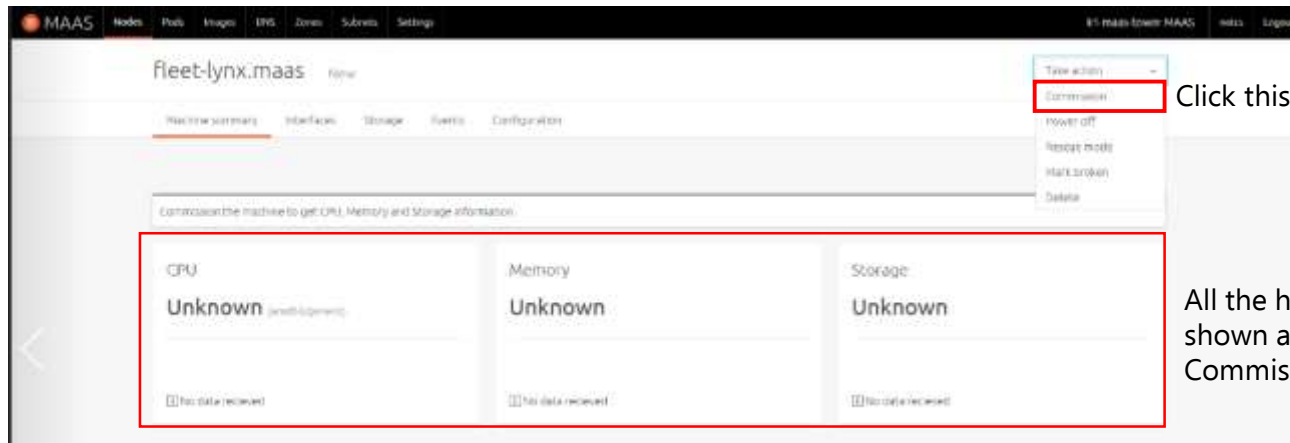 MAAS Nodes Pods Images DNS Zones Subnets Settings MAAS Logou
fleet-lynx.maas New
Take action
Commission
Click this
Machine summary Interfaces Storage Events Configuration
Power off
Rescue mode
Mark broken
Delete
Commission the machine to get CPU, Memory and Storage information.
CPU Memory Storage
Unknown Unknown Unknown
All the h
shown a
Commis
No data recieved No data recieved No data recieved